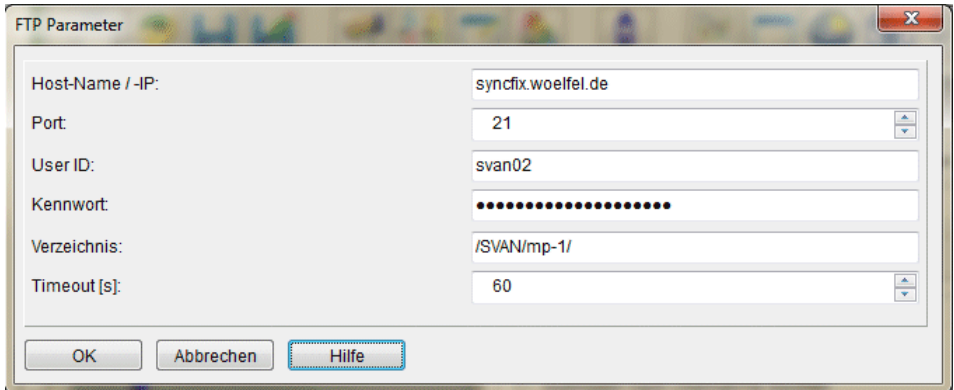 FTP Parameter
Host-Name / -IP: syncfix.woelfel.de
Port: 21
User ID: svan02
Kennwort: ●●●●●●●●●●●●●●●●●●●●
Verzeichnis: /SVAN/mp-1/
Timeout [s]: 60
OK Abbrechen Hilfe